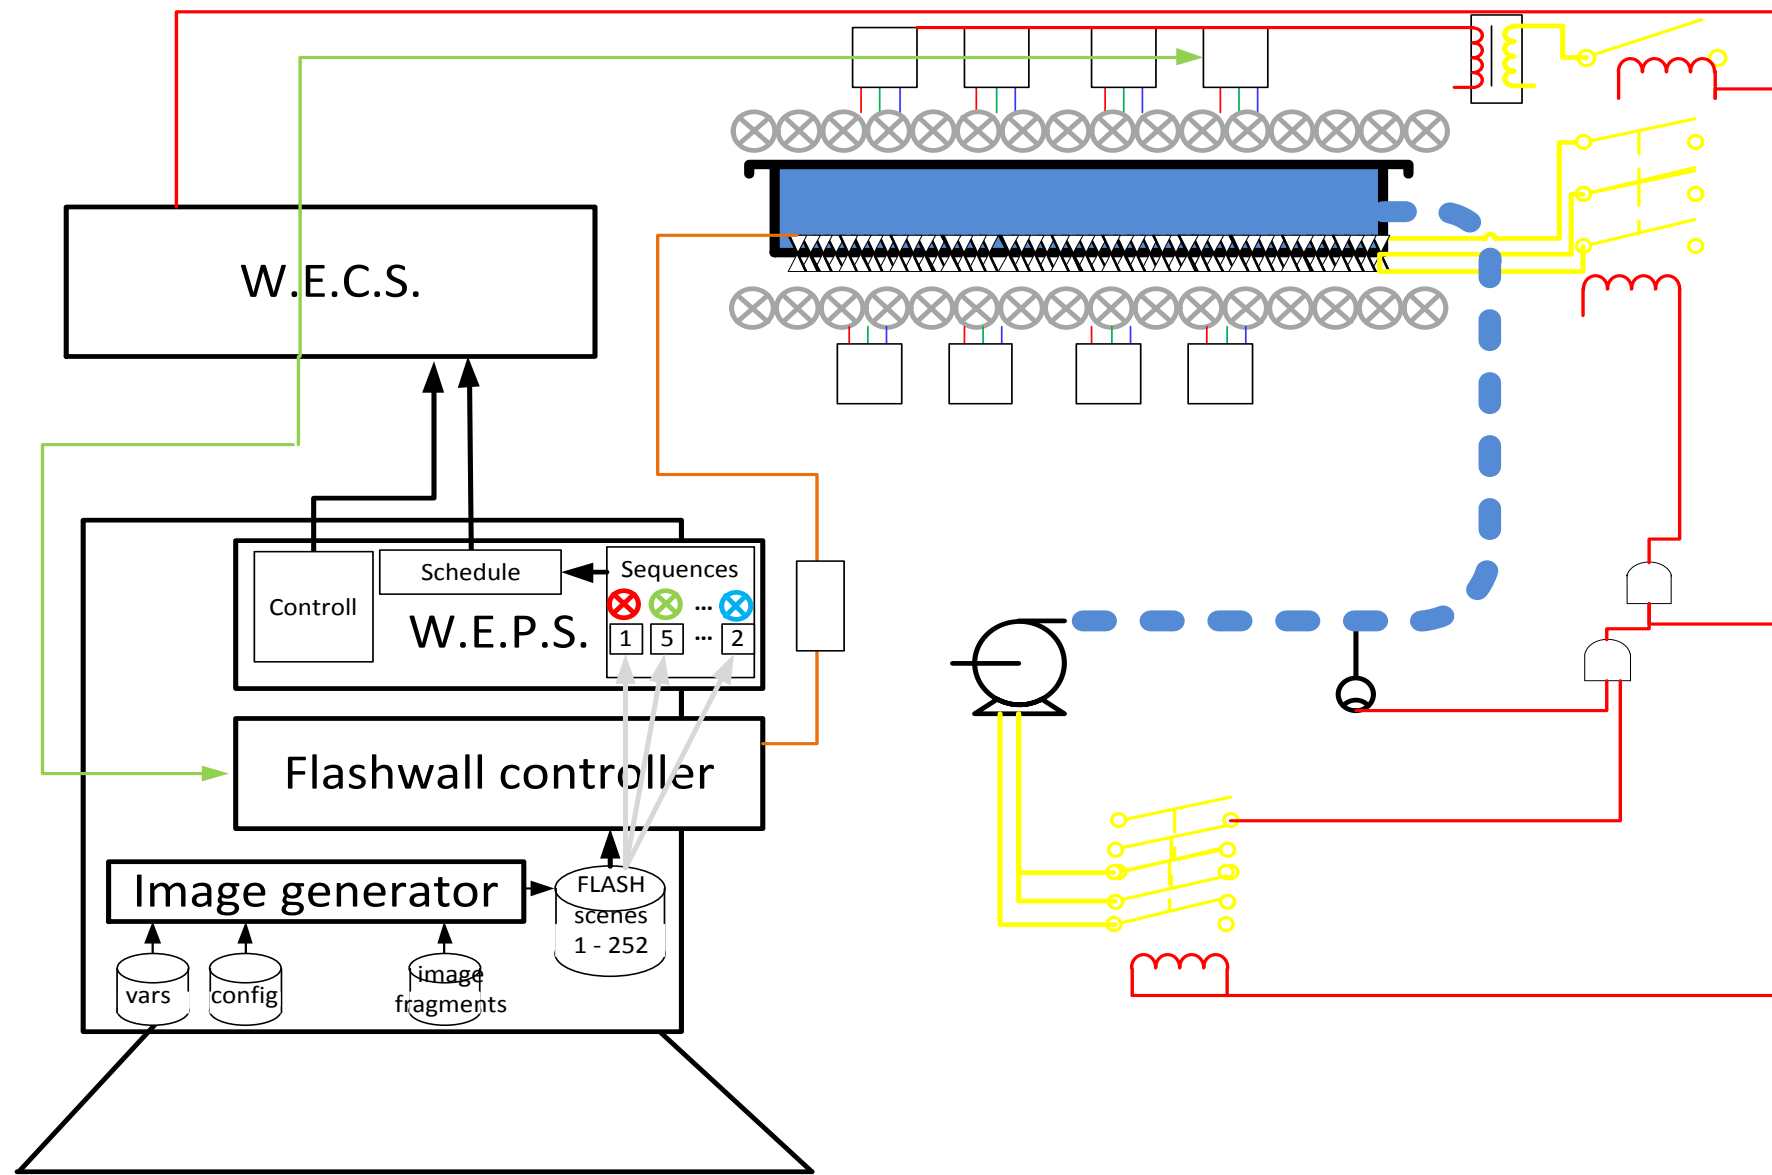 W.E.C.S.
Controll
Schedule
Sequences
...
1 5 ... 2
W.E.P.S.
Flashwall controller
Image generator
FLASH
scenes
1 - 252
vars
config
image
fragments